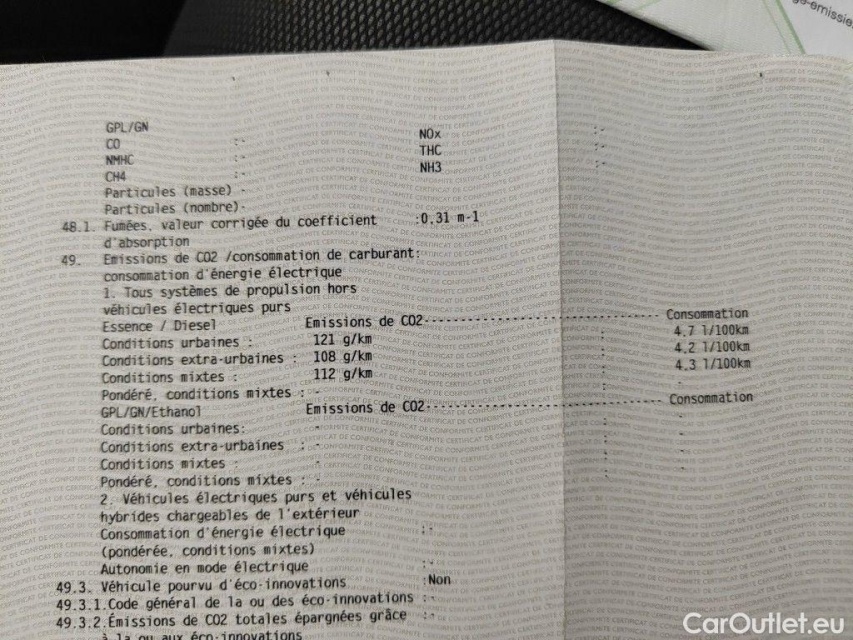 GPL/GN
CO :- NOx :-
NMHC :- THC :-
CH4 :- NH3 :-
Particules (masse) -
Particules (nombre)-
48.1. Fumées, valeur corrigée du coefficient :0.31 m-1
d'absorption
49. Emissions de CO2 /consommation de carburant:
consommation d'énergie électrique
1. Tous systèmes de propulsion hors
véhicules électriques purs
Essence / Diesel Emissions de CO2 Consommation
Conditions urbaines : 121 g/km : 4.7 l/100km
Conditions extra-urbaines : 108 g/km : 4.2 l/100km
Conditions mixtes : 112 g/km : 4.3 l/100km
Pondéré, conditions mixtes : - : -
GPL/GN/Ethanol Emissions de CO2 Consommation
Conditions urbaines: - : -
Conditions extra-urbaines : - : -
Conditions mixtes : - : -
Pondéré, conditions mixtes : - : -
2. Véhicules électriques purs et véhicules
hybrides chargeables de l'extérieur
Consommation d'énergie électrique :-
(pondérée, conditions mixtes)
Autonomie en mode électrique :-
49.3. Véhicule pourvu d'éco-innovations :Non
49.3.1.Code général de la ou des éco-innovations :-
49.3.2.Émissions de CO2 totales épargnées grâce :-
à la ou aux éco-innovations
CarOutlet.eu